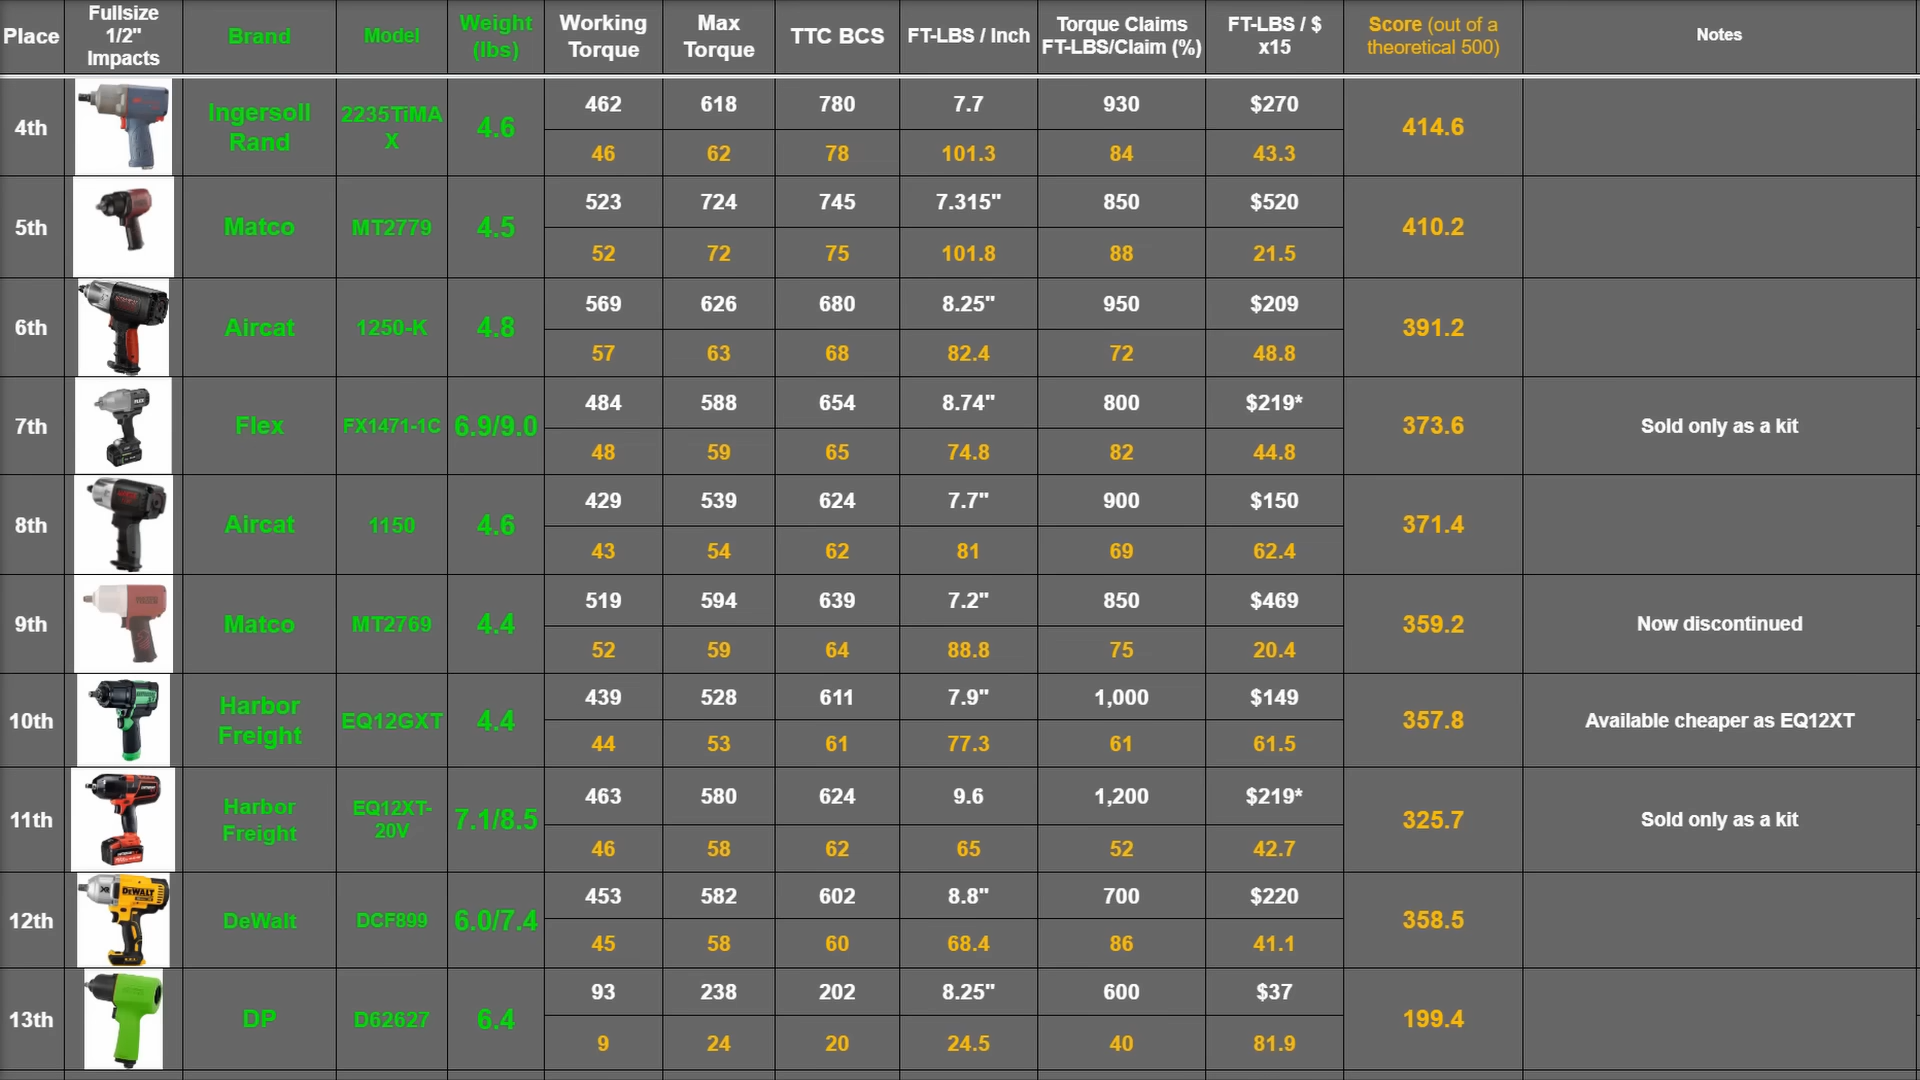 Place
Fullsize
1/2"
Impacts
Brand
Model
Weight
(lbs)
Working
Torque
Max
Torque
TTC BCS
FT-LBS / Inch
Torque Claims
FT-LBS/Claim (%)
FT-LBS / $
x15
Score (out of a
theoretical 500)
Notes
4th
Ingersoll
Rand
2235TiMA
X
4.6
462 618 780 7.7 930 $270
46 62 78 101.3 84 43.3
414.6
5th
Matco
MT2779
4.5
523 724 745 7.315" 850 $520
52 72 75 101.8 88 21.5
410.2
6th
Aircat
1250-K
4.8
569 626 680 8.25" 950 $209
57 63 68 82.4 72 48.8
391.2
7th
FLEX
Flex
FX1471-1C
6.9/9.0
484 588 654 8.74" 800 $219*
48 59 65 74.8 82 44.8
373.6
Sold only as a kit
8th
Aircat
1150
4.6
429 539 624 7.7" 900 $150
43 54 62 81 69 62.4
371.4
9th
Matco
MT2769
4.4
519 594 639 7.2" 850 $469
52 59 64 88.8 75 20.4
359.2
Now discontinued
10th
Harbor
Freight
EQ12GXT
4.4
439 528 611 7.9" 1,000 $149
44 53 61 77.3 61 61.5
357.8
Available cheaper as EQ12XT
11th
Harbor
Freight
EQ12XT-
20V
7.1/8.5
463 580 624 9.6 1,200 $219*
46 58 62 65 52 42.7
325.7
Sold only as a kit
12th
XR
DEWALT
DeWalt
DCF899
6.0/7.4
453 582 602 8.8" 700 $220
45 58 60 68.4 86 41.1
358.5
13th
DP
D62627
6.4
93 238 202 8.25" 600 $37
9 24 20 24.5 40 81.9
199.4